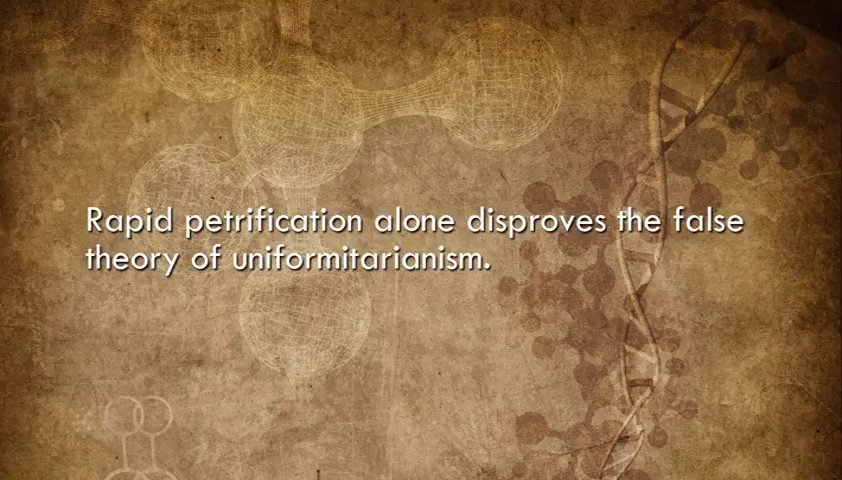 Rapid petrification alone disproves the false
theory of uniformitarianism.